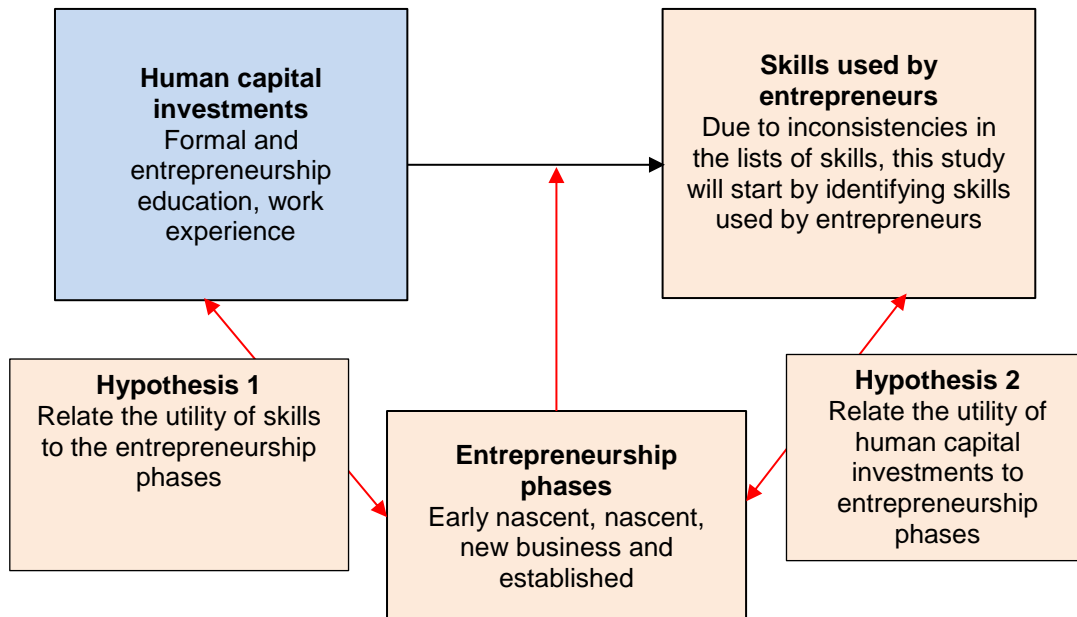 Human capital
investments
Formal and
entrepreneurship
education, work
experience
Skills used by
entrepreneurs
Due to inconsistencies in
the lists of skills, this study
will start by identifying skills
used by entrepreneurs
Hypothesis 1
Relate the utility of skills
to the entrepreneurship
phases
Entrepreneurship
phases
Early nascent, nascent,
new business and
established
Hypothesis 2
Relate the utility of
human capital
investments to
entrepreneurship
phases